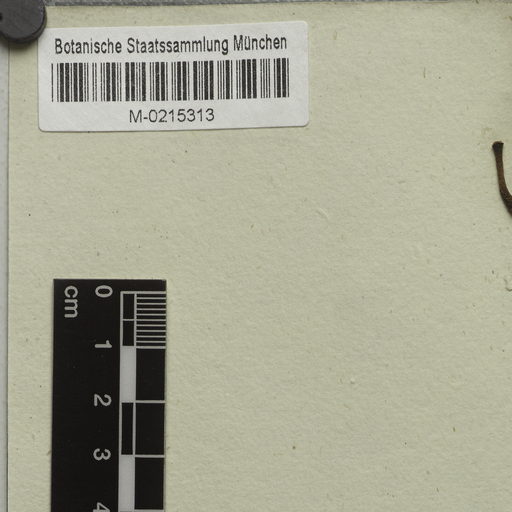 Botanische Staatssammlung München
M-0215313
cm
0
1
2
3
4